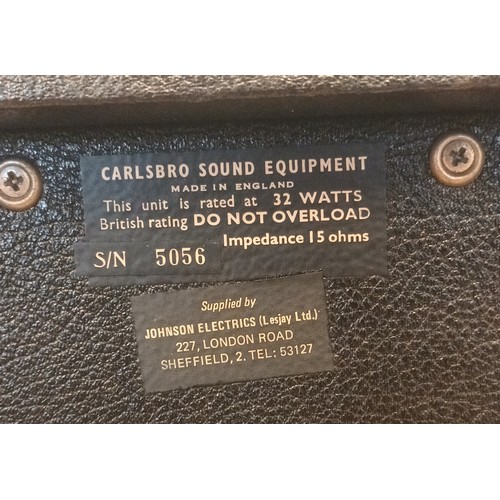 CARLSBRO SOUND EQUIPMENT
MADE IN ENGLAND
This unit is rated at 32 WATTS
British rating DO NOT OVERLOAD
Impedance 15 ohms
S/N 5056
Supplied by
JOHNSON ELECTRICS (Lesjay Ltd.)
227, LONDON ROAD
SHEFFIELD, 2. TEL: 53127